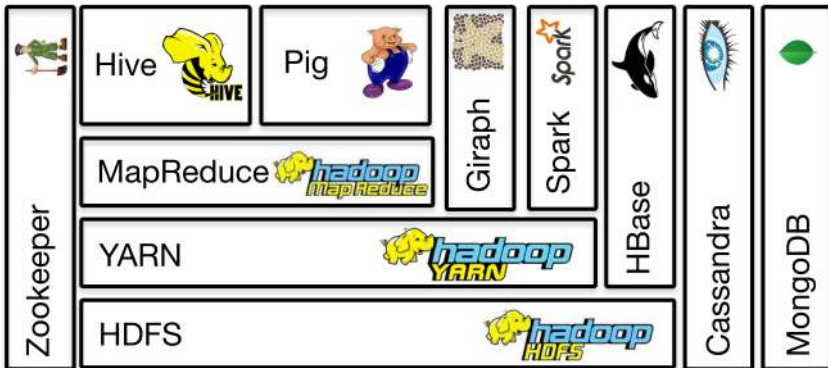 Zookeeper
Hive
HIVE
Pig
Giraph
Spark
Spark
HBase
Cassandra
MongoDB
MapReduce
hadoop
MapReduce
YARN
hadoop
YARN
HDFS
hadoop
HDFS